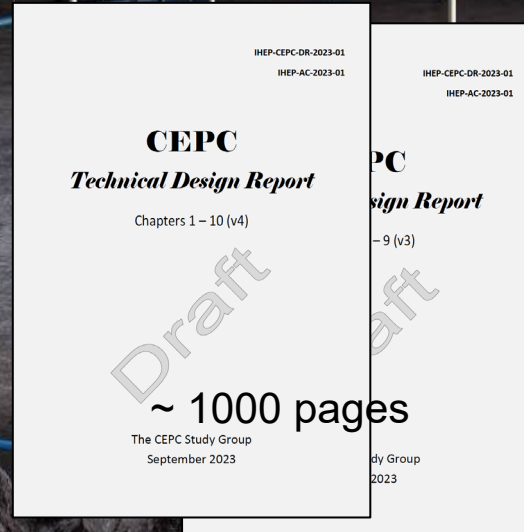 IHEP-CEPC-DR-2023-01
IHEP-AC-2023-01
CEPC
Technical Design Report
Chapters 1 – 10 (v4)
Draft
~ 1000 pages
The CEPC Study Group
September 2023
IHEP-CEPC-DR-2023-01
IHEP-AC-2023-01
PC
sign Report
– 9 (v3)
aft
dy Group
2023